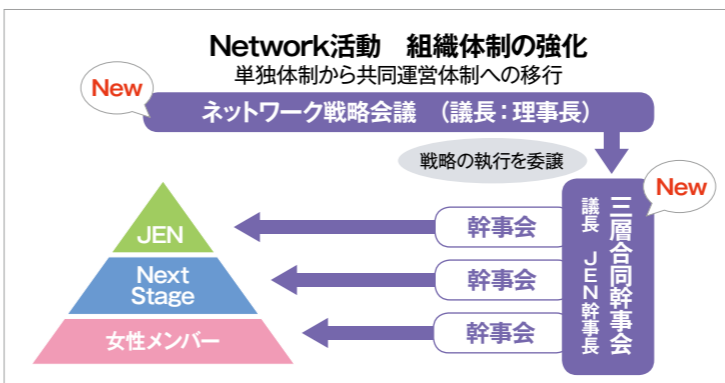 Network活動 組織体制の強化
単独体制から共同運営体制への移行
New
ネットワーク戦略会議 (議長:理事長)
戦略の執行を委譲
New
三層合同幹事会
議長 JEN幹事長
JEN
幹事会
Next
Stage
幹事会
女性メンバー
幹事会